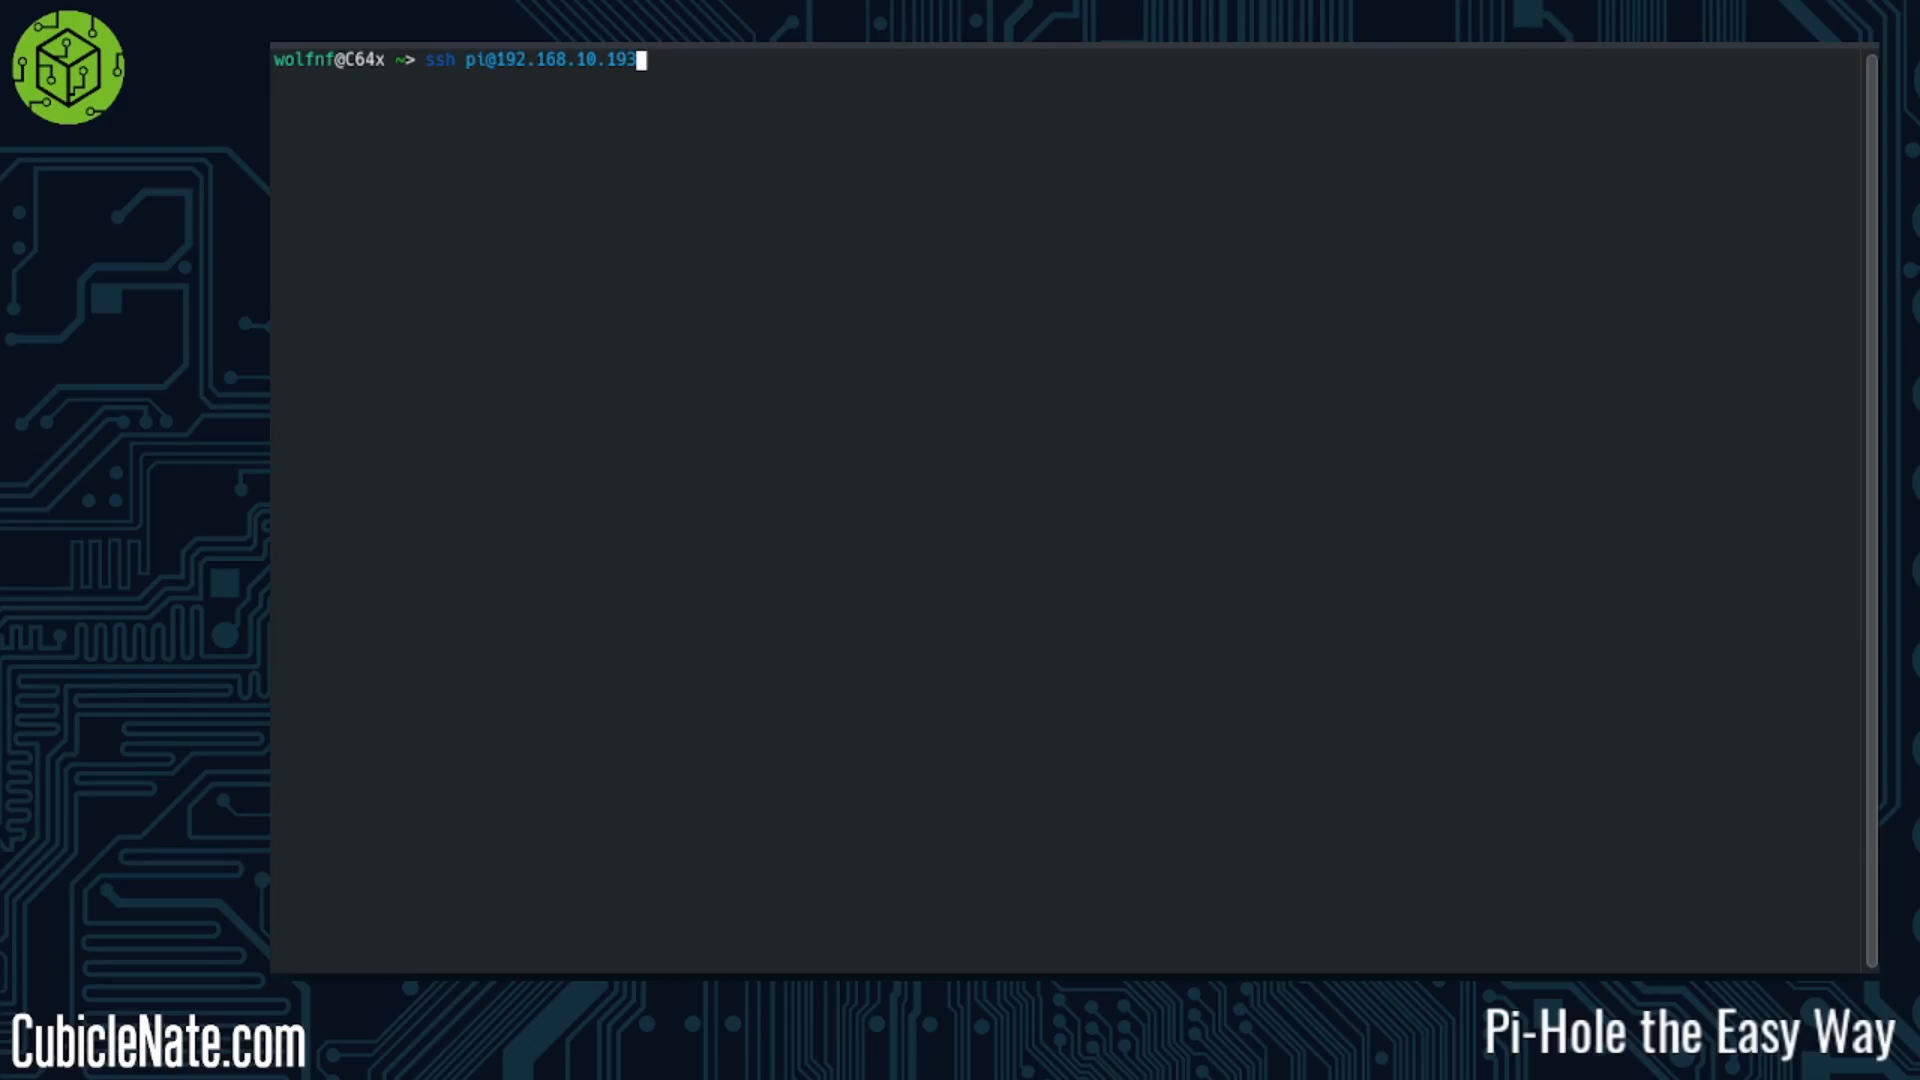 wolfnf@C64x ~> ssh pi@192.168.10.193
CubicleNate.com
Pi-Hole the Easy Way